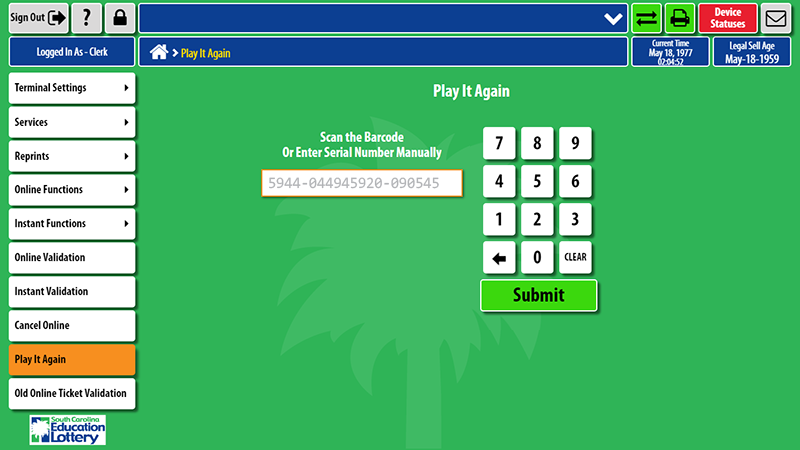 Sign Out
?
Device
Statuses
Logged In As - Clerk
Play It Again
Current Time
May 18, 1977
02:04:52
Legal Sell Age
May-18-1959
Terminal Settings
Services
Reprints
Online Functions
Instant Functions
Online Validation
Instant Validation
Cancel Online
Play It Again
Old Online Ticket Validation
South Carolina
Education
Lottery
Play It Again
Scan the Barcode
Or Enter Serial Number Manually
5944-044945920-090545
7 8 9
4 5 6
1 2 3
0 CLEAR
Submit